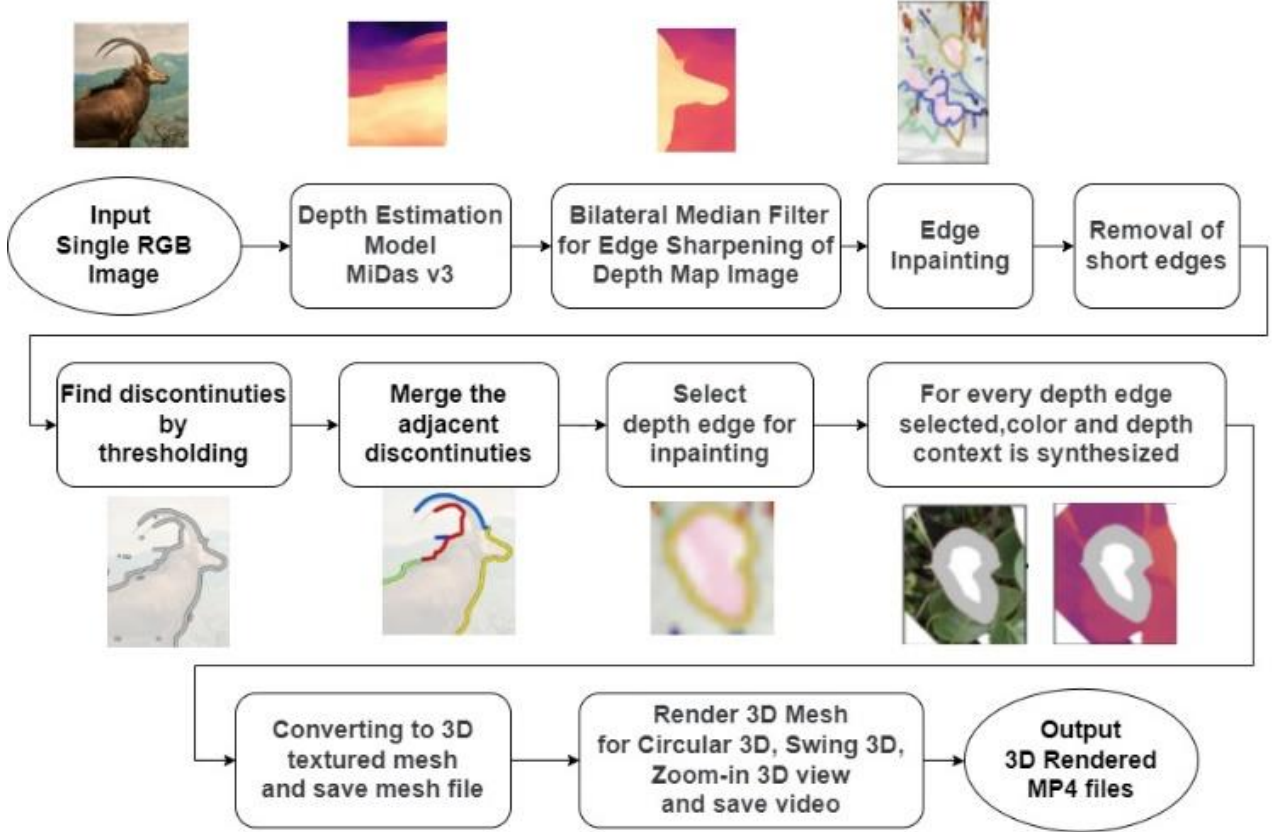 Input
Single RGB
Image
Depth Estimation
Model
MiDas v3
Bilateral Median Filter
for Edge Sharpening of
Depth Map Image
Edge
Inpainting
Removal of
short edges
Find discontinuties
by
thresholding
Merge the
adjacent
discontinuties
Select
depth edge for
inpainting
For every depth edge
selected,color and depth
context is synthesized
Converting to 3D
textured mesh
and save mesh file
Render 3D Mesh
for Circular 3D, Swing 3D,
Zoom-in 3D view
and save video
Output
3D Rendered
MP4 files